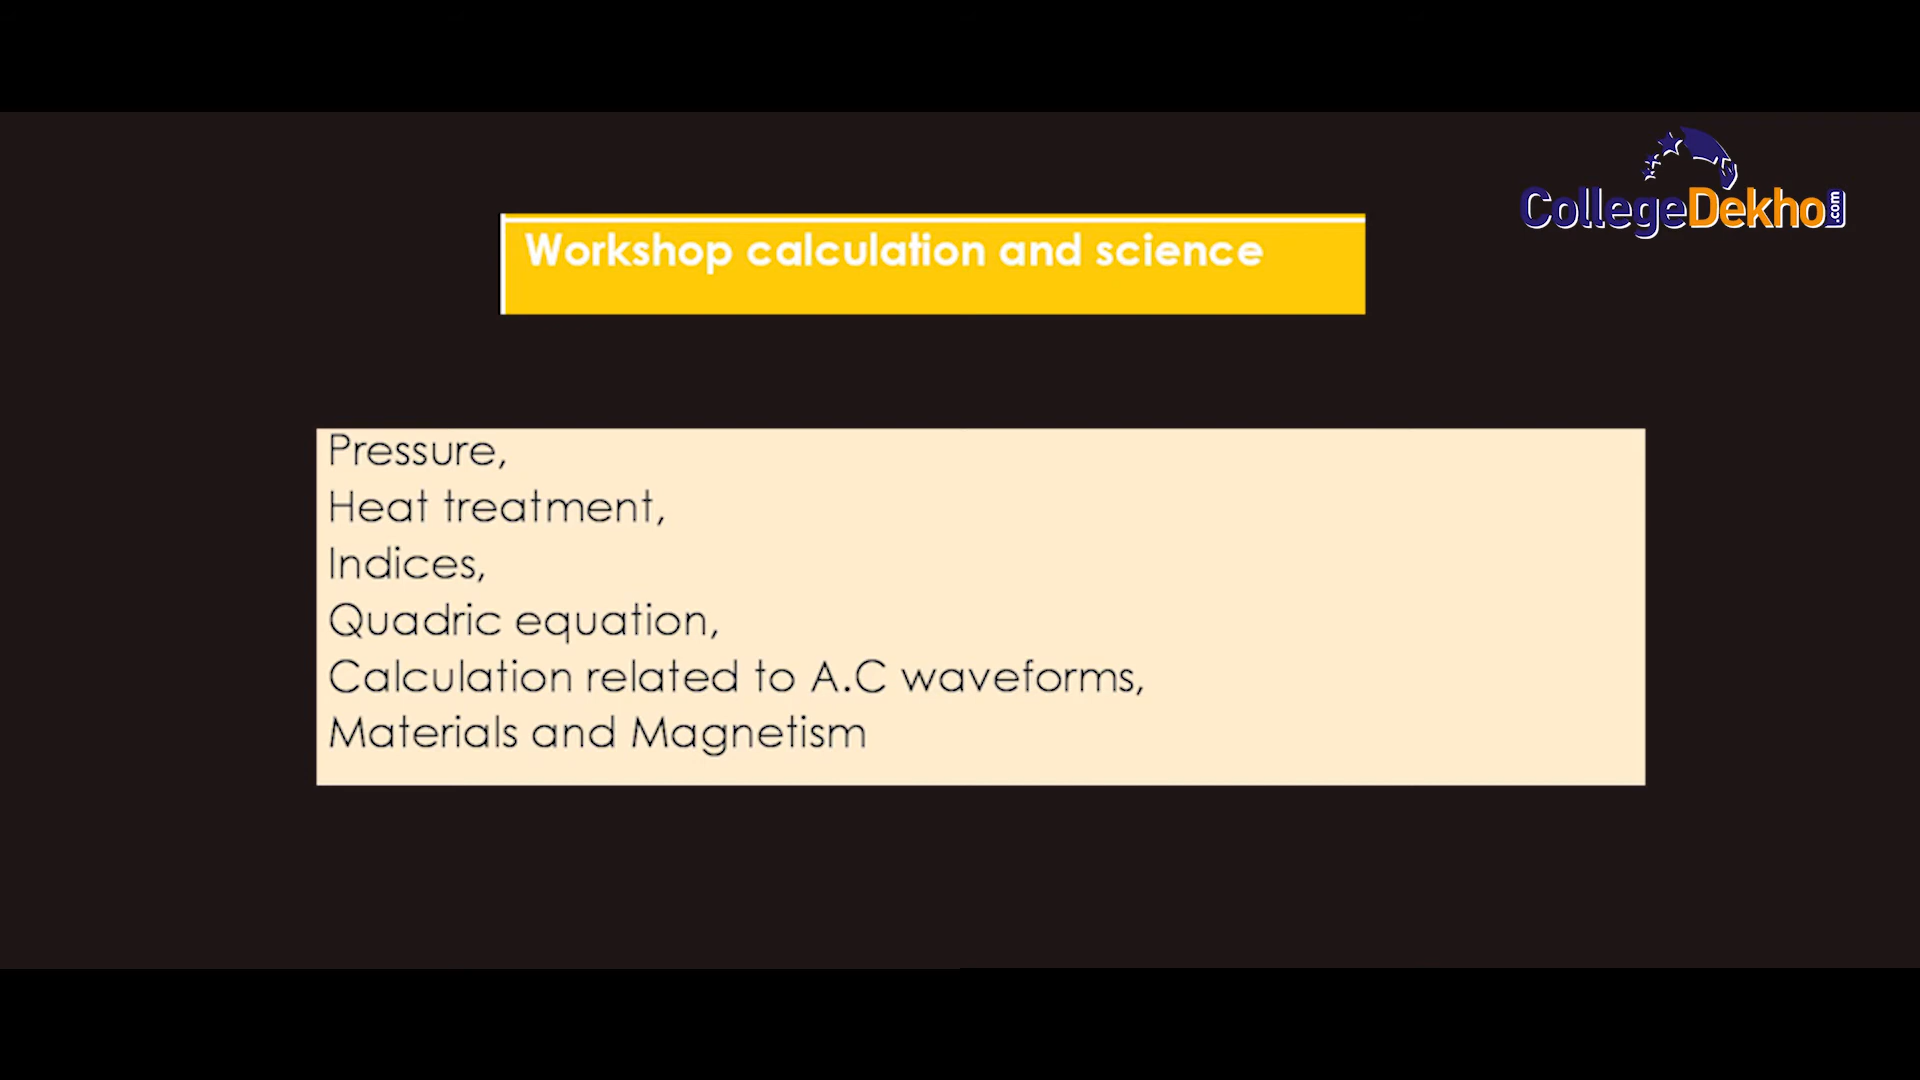 CollegeDekho.com
Workshop calculation and science
Pressure,
Heat treatment,
Indices,
Quadric equation,
Calculation related to A.C waveforms,
Materials and Magnetism